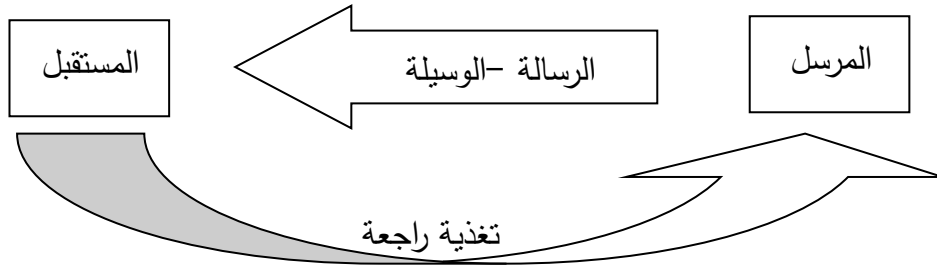 المرسل
الرسالة –الوسيلة
المستقبل
تغذية راجعة